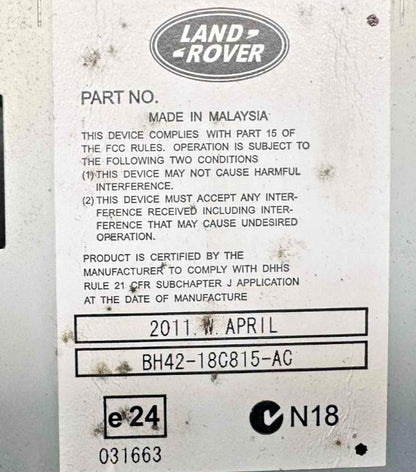 LAND
ROVER
PART NO.
MADE IN MALAYSIA
THIS DEVICE COMPLIES WITH PART 15 OF
THE FCC RULES. OPERATION IS SUBJECT TO
THE FOLLOWING TWO CONDITIONS
(1) THIS DEVICE MAY NOT CAUSE HARMFUL
INTERFERENCE.
(2) THIS DEVICE MUST ACCEPT ANY INTER-
FERENCE RECEIVED INCLUDING INTER-
FERENCE THAT MAY CAUSE UNDESIRED
OPERATION.
PRODUCT IS CERTIFIED BY THE
MANUFACTURER TO COMPLY WITH DHHS
RULE 21 CFR SUBCHAPTER J APPLICATION
AT THE DATE OF MANUFACTURE
2011. W. APRIL
BH42-18C815-AC
e24 N18
031663